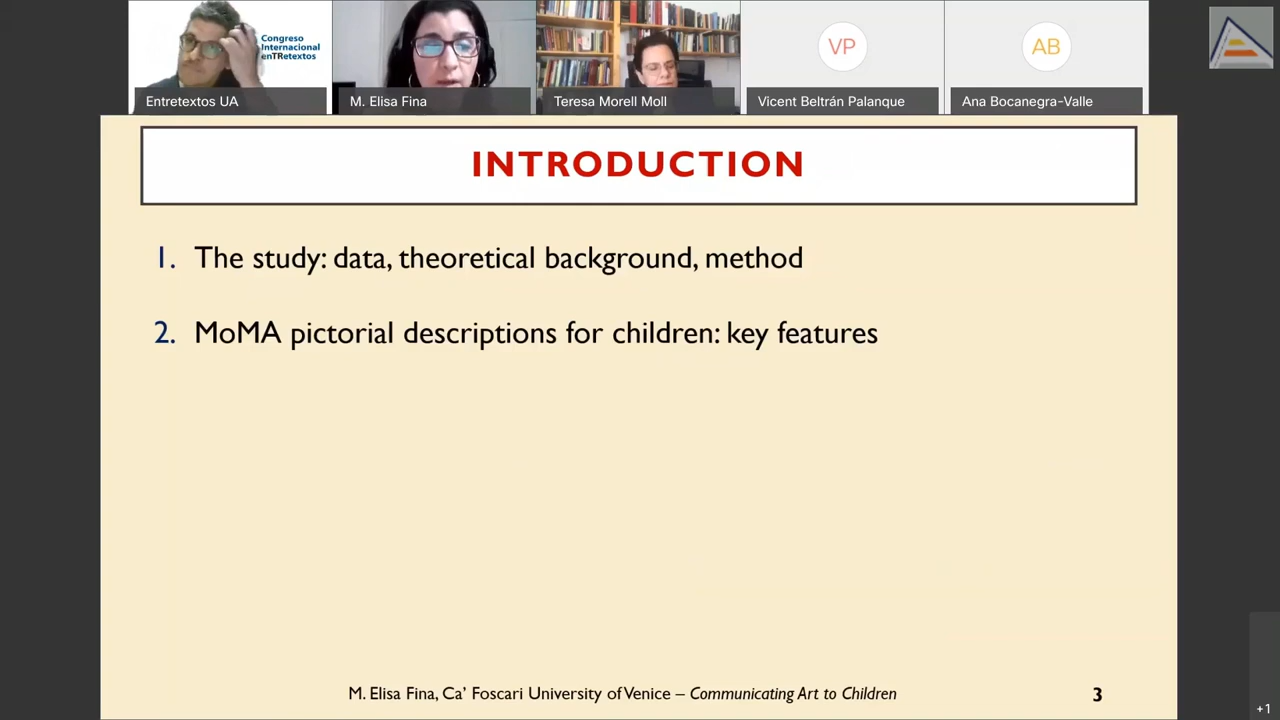 Congreso
Internacional
enTRetextos
Entretextos UA
M. Elisa Fina
Teresa Morell Moll
VP
Vicent Beltrán Palanque
AB
Ana Bocanegra-Valle
INTRODUCTION
1. The study: data, theoretical background, method
2. MoMA pictorial descriptions for children: key features
M. Elisa Fina, Ca’ Foscari University of Venice – Communicating Art to Children
3
+1